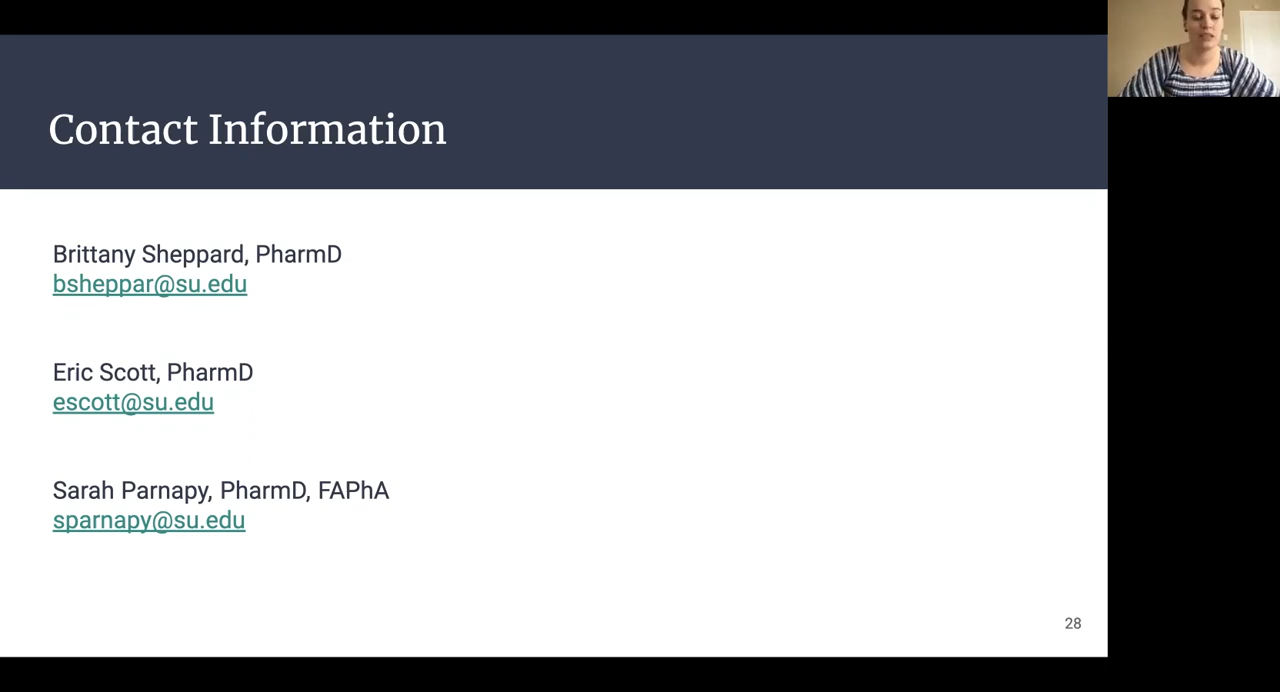 Contact Information
Brittany Sheppard, PharmD
bsheppar@su.edu
Eric Scott, PharmD
escott@su.edu
Sarah Parnapy, PharmD, FAPhA
sparnapy@su.edu
28